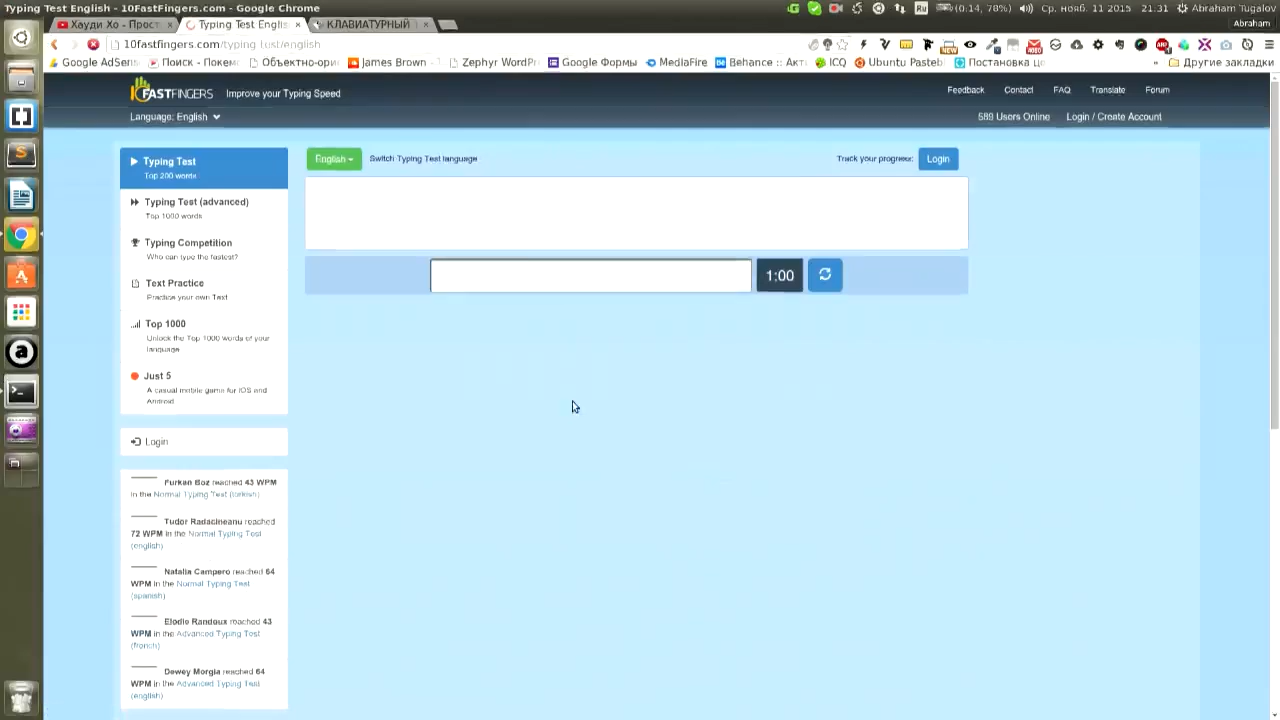 Typing Test English - 10FastFingers - Google Chrome
Ru
(0:14, 78%)
Ср. нояб. 11 2015 21:31
Abraham Tugalov
Хауди Хо - Прост
Typing Test Englis
КЛАВИАТУРНЫЙ
Abraham
10fastfingers.com/typing-test/english
Google AdSens
Поиск - Покемо
Объектно-ори
James Brown -
Zephyr WordPr
Google Формы
MediaFire
Behance :: Акт
ICQ
Ubuntu Pasteb
Постановка це
»
Другие закладки
10FASTFINGERS
Improve your Typing Speed
Feedback
Contact
FAQ
Translate
Forum
Language: English
589 Users Online
Login / Create Account
Typing Test
Top 200 words
English
Switch Typing Test language
Track your progress:
Login
Typing Test (advanced)
Top 1000 words
Typing Competition
Who can type the fastest?
1:00
Text Practice
Practice your own Text
Top 1000
Unlock the Top 1000 words of your
language
Just 5
A casual mobile game for iOS and
Android
Login
Furkan Boz reached 43 WPM
in the Normal Typing Test (turkish)
Tudor Radacineanu reached
72 WPM in the Normal Typing Test
(english)
Natalia Campero reached 64
WPM in the Normal Typing Test
(spanish)
Elodie Randoux reached 43
WPM in the Advanced Typing Test
(french)
Dewey Morgia reached 64
WPM in the Advanced Typing Test
(english)